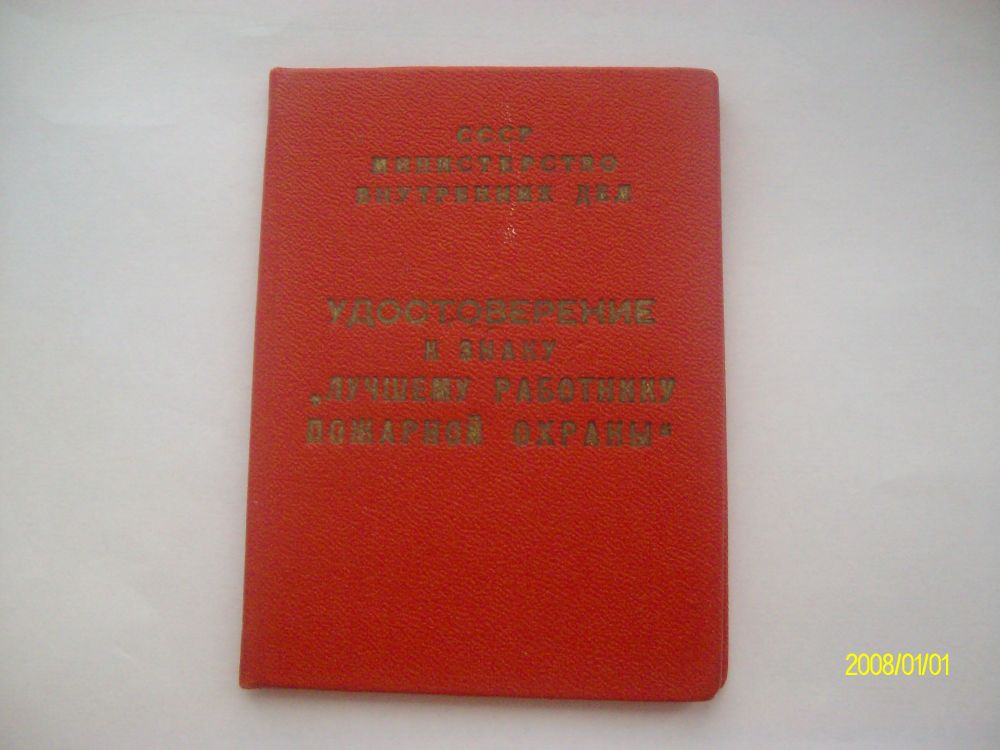 СССР
МИНИСТЕРСТВО
ВНУТРЕННИХ ДЕЛ
УДОСТОВЕРЕНИЕ
К ЗНАКУ
„ЛУЧШЕМУ РАБОТНИКУ
ПОЖАРНОЙ ОХРАНЫ"
2008/01/01